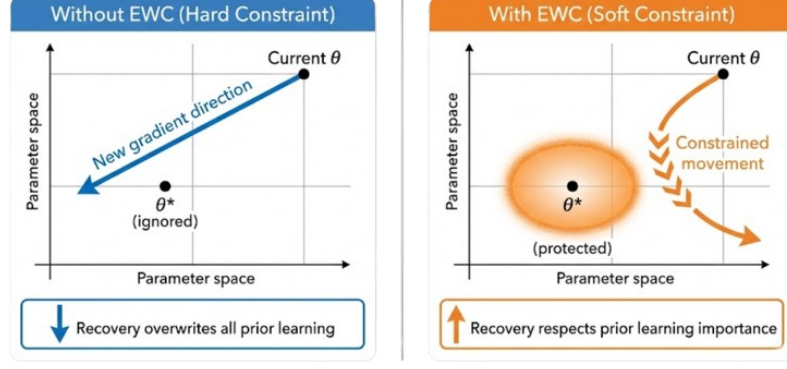 Without EWC (Hard Constraint)
Current θ
New gradient direction
Parameter space
θ*
(ignored)
Parameter space
Recovery overwrites all prior learning
With EWC (Soft Constraint)
Current θ
Constrained
movement
Parameter space
θ*
(protected)
Parameter space
Recovery respects prior learning importance